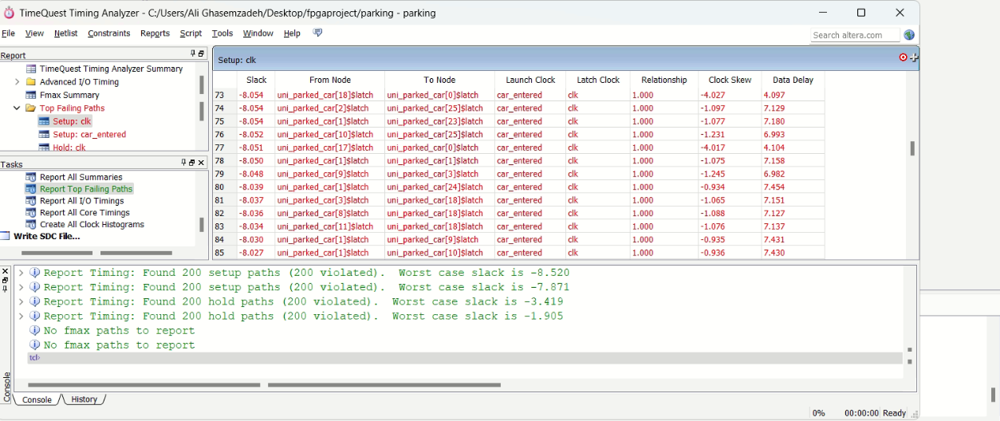 TimeQuest Timing Analyzer - C:/Users/Ali Ghasemzadeh/Desktop/fpgaproject/parking - parking
File View Netlist Constraints Reports Script Tools Window Help
Search altera.com
Report
TimeQuest Timing Analyzer Summary
Advanced I/O Timing
Fmax Summary
Top Failing Paths
Setup: clk
Setup: car_entered
Hold: clk
Tasks
Report All Summaries
Report Top Failing Paths
Report All I/O Timings
Report All Core Timings
Create All Clock Histograms
Write SDC File...
Setup: clk
Slack From Node To Node Launch Clock Latch Clock Relationship Clock Skew Data Delay
73 -8.054 uni_parked_car[18]$latch uni_parked_car[0]$latch car_entered clk 1.000 -4.027 4.097
74 -8.054 uni_parked_car[2]$latch uni_parked_car[25]$latch car_entered clk 1.000 -1.097 7.129
75 -8.054 uni_parked_car[1]$latch uni_parked_car[23]$latch car_entered clk 1.000 -1.077 7.180
76 -8.052 uni_parked_car[10]$latch uni_parked_car[25]$latch car_entered clk 1.000 -1.231 6.993
77 -8.051 uni_parked_car[17]$latch uni_parked_car[0]$latch car_entered clk 1.000 -4.017 4.104
78 -8.050 uni_parked_car[1]$latch uni_parked_car[1]$latch car_entered clk 1.000 -1.075 7.158
79 -8.048 uni_parked_car[9]$latch uni_parked_car[3]$latch car_entered clk 1.000 -1.245 6.982
80 -8.039 uni_parked_car[1]$latch uni_parked_car[24]$latch car_entered clk 1.000 -0.934 7.454
81 -8.037 uni_parked_car[3]$latch uni_parked_car[18]$latch car_entered clk 1.000 -1.065 7.151
82 -8.036 uni_parked_car[8]$latch uni_parked_car[18]$latch car_entered clk 1.000 -1.088 7.127
83 -8.034 uni_parked_car[11]$latch uni_parked_car[18]$latch car_entered clk 1.000 -1.076 7.137
84 -8.030 uni_parked_car[1]$latch uni_parked_car[9]$latch car_entered clk 1.000 -0.935 7.431
85 -8.027 uni_parked_car[1]$latch uni_parked_car[10]$latch car_entered clk 1.000 -0.936 7.430
Report Timing: Found 200 setup paths (200 violated). Worst case slack is -8.520
Report Timing: Found 200 setup paths (200 violated). Worst case slack is -7.871
Report Timing: Found 200 hold paths (200 violated). Worst case slack is -3.419
Report Timing: Found 200 hold paths (200 violated). Worst case slack is -1.905
No fmax paths to report
No fmax paths to report
tcl>
Console
Console History
0% 00:00:00 Ready